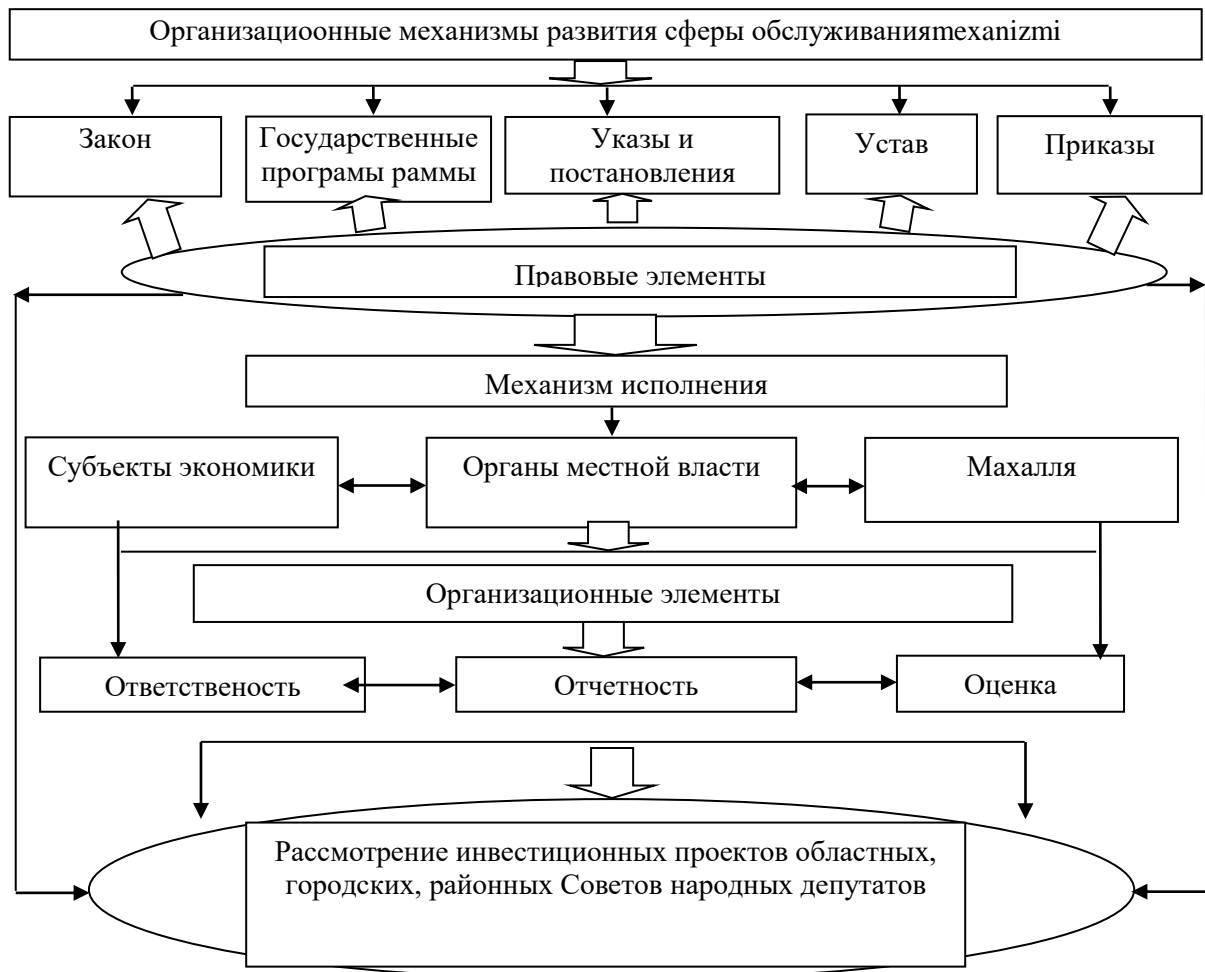 Организациоонные механизмы развития сферы обслуживанияmexanizmi
Закон
Государственные
програмы раммы
Указы и
постановления
Устав
Приказы
Правовые элементы
Механизм исполнения
Субъекты экономики
Органы местной власти
Махалля
Организационные элементы
Ответственость
Отчетность
Оценка
Рассмотрение инвестиционных проектов областных,
городских, районных Советов народных депутатов